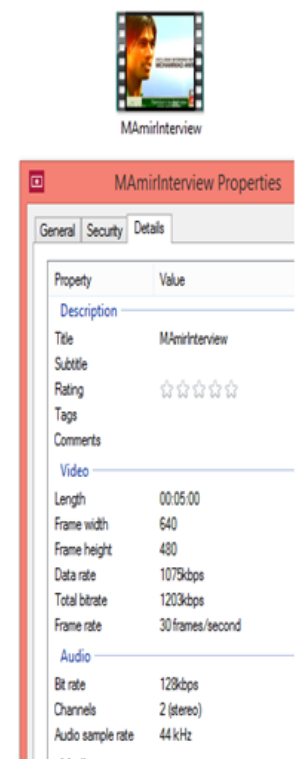 MAmirInterview
MAmirInterview Properties
General Security Details
Property Value
Description
Title MAmirInterview
Subtitle
Rating
Tags
Comments
Video
Length 00:05:00
Frame width 640
Frame height 480
Data rate 1075kbps
Total bitrate 1203kbps
Frame rate 30 frames/second
Audio
Bit rate 128kbps
Channels 2 (stereo)
Audio sample rate 44 kHz